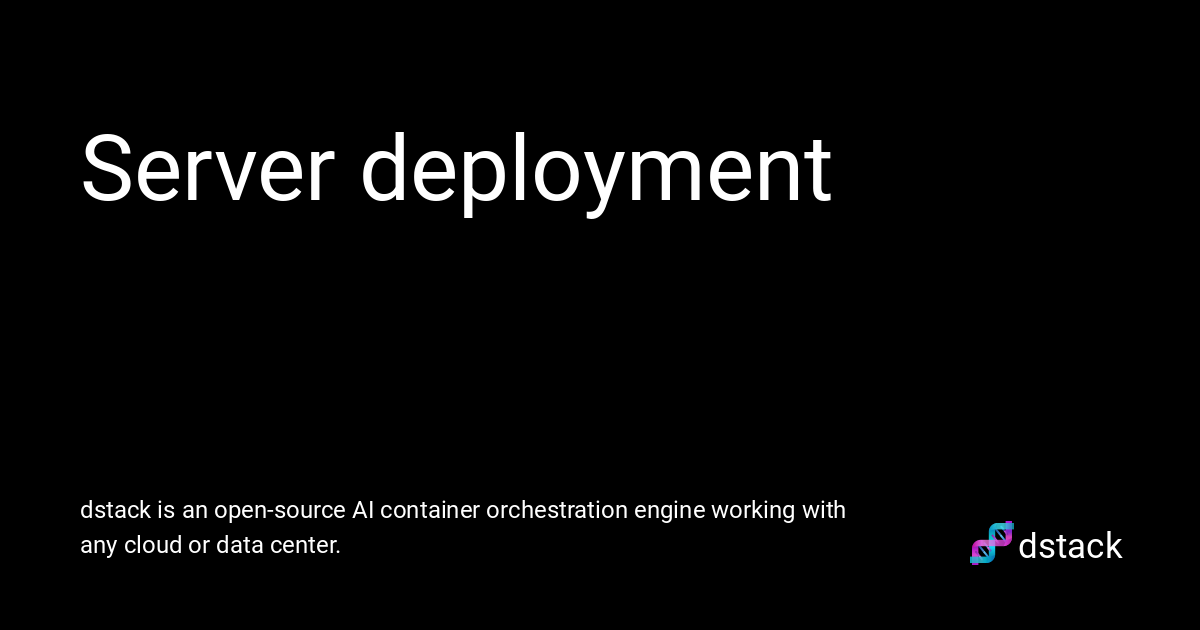 Server deployment
dstack is an open-source AI container orchestration engine working with
any cloud or data center.
dstack